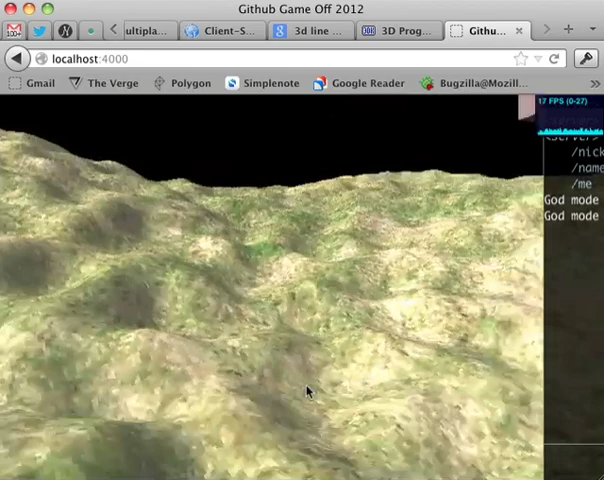 Github Game Off 2012
100+ ultipla... Client-S... 3d line ... 3D Prog... Githu...
localhost:4000
Gmail The Verge Polygon Simplenote Google Reader Bugzilla@Mozill...
17 FPS (0-27)
/nick
/name
/me
God mode
God mode